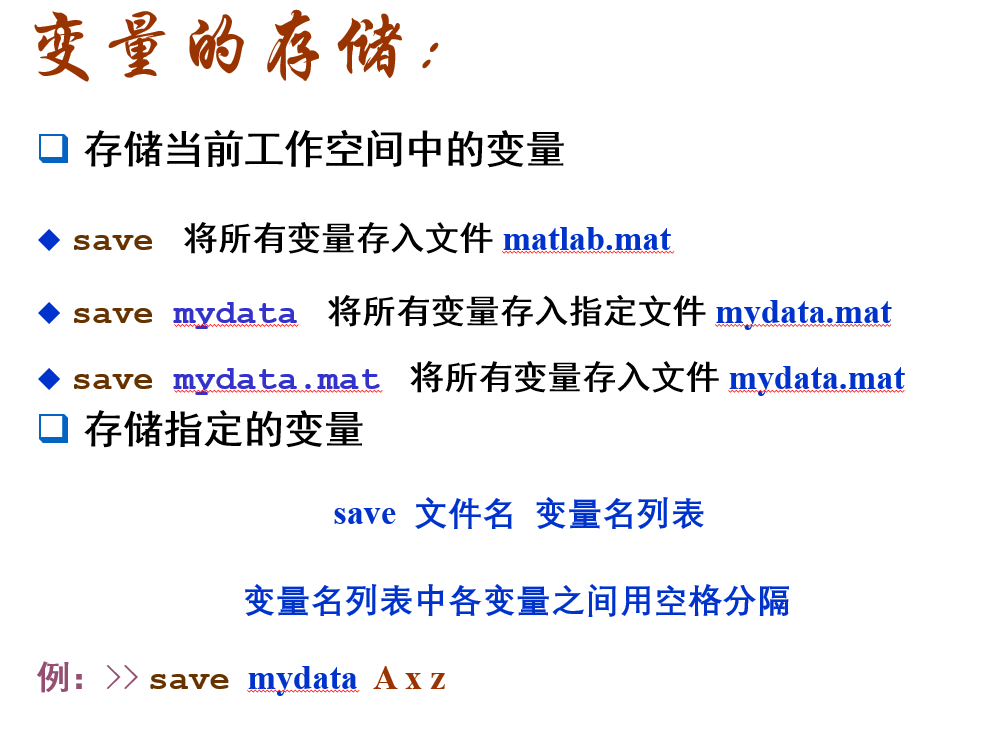 变量的存储：
存储当前工作空间中的变量
save 将所有变量存入文件 matlab.mat
save mydata 将所有变量存入指定文件 mydata.mat
save mydata.mat 将所有变量存入文件 mydata.mat
存储指定的变量
save 文件名 变量名列表
变量名列表中各变量之间用空格分隔
例：>> save mydata A x z